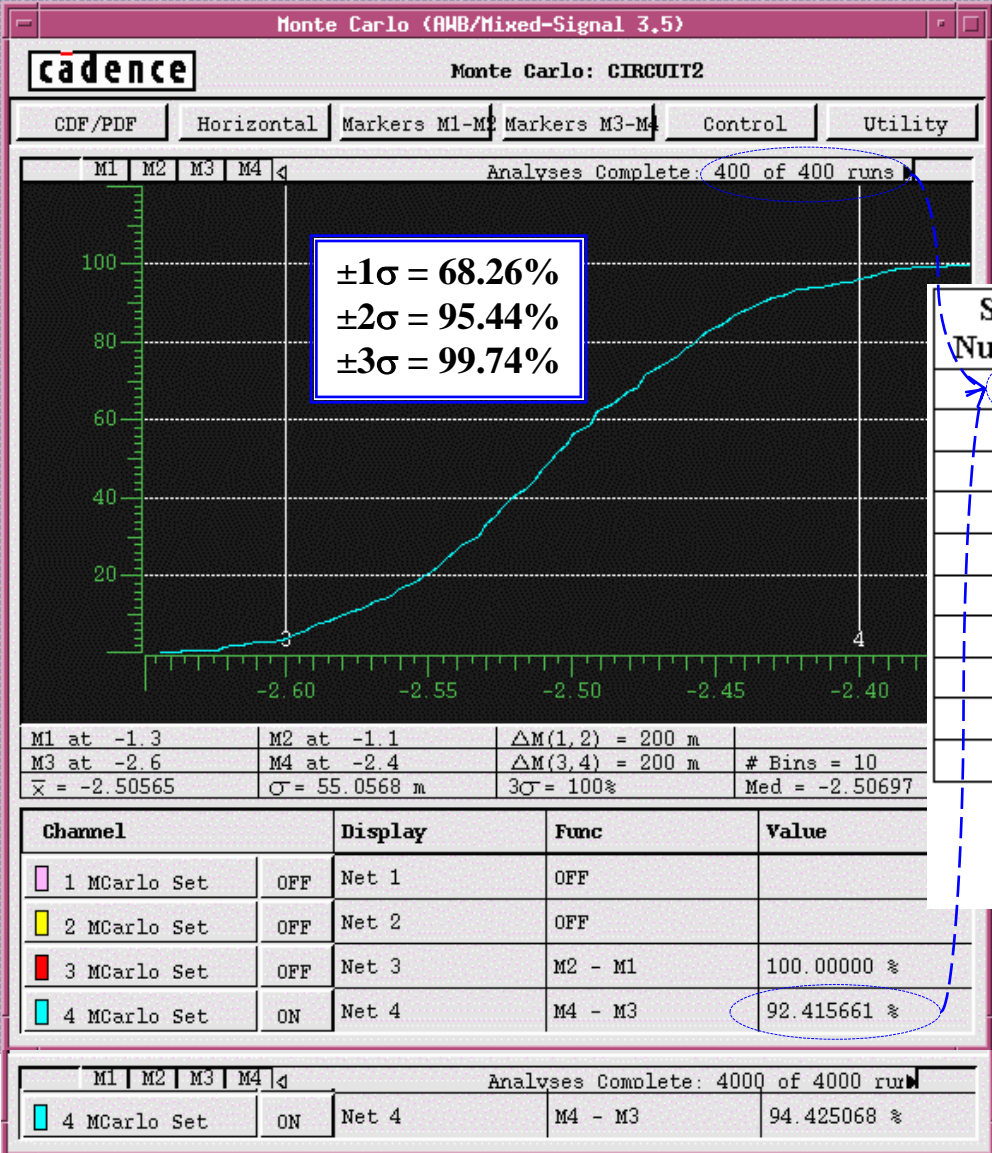 Monte Carlo (AWB/Mixed-Signal 3.5)
cadence
Monte Carlo: CIRCUIT2
CDF/PDF Horizontal Markers M1-M2 Markers M3-M4 Control Utility
M1 M2 M3 M4 Analyses Complete: 400 of 400 runs
±1σ = 68.26%
±2σ = 95.44%
±3σ = 99.74%
100
80
60
40
20
3 4
-2.60 -2.55 -2.50 -2.45 -2.40
M1 at -1.3 M2 at -1.1 △M(1,2) = 200 m
M3 at -2.6 M4 at -2.4 △M(3,4) = 200 m # Bins = 10
x̄ = -2.50565 σ = 55.0568 m 3σ = 100% Med = -2.50697
Channel Display Func Value
1 MCarlo Set OFF Net 1 OFF
2 MCarlo Set OFF Net 2 OFF
3 MCarlo Set OFF Net 3 M2 - M1 100.00000 %
4 MCarlo Set ON Net 4 M4 - M3 92.415661 %
M1 M2 M3 M4 Analyses Complete: 4000 of 4000 run
4 MCarlo Set ON Net 4 M4 - M3 94.425068 %